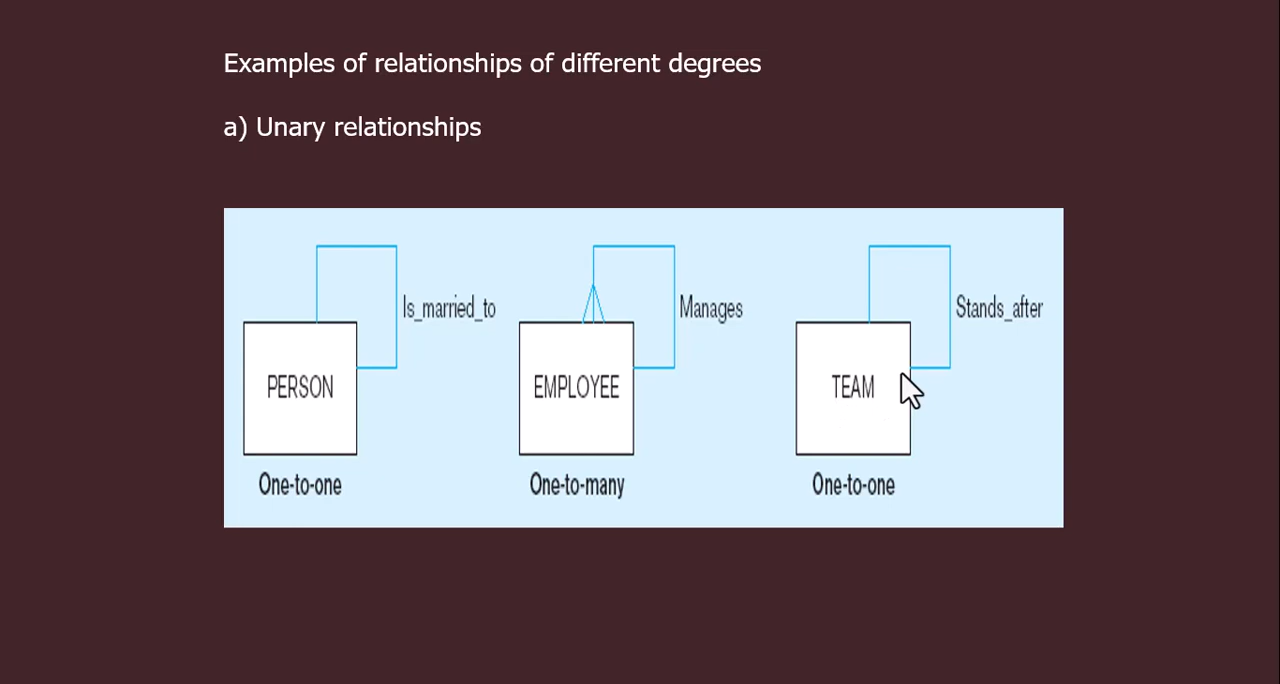 Examples of relationships of different degrees
a) Unary relationships
Is_married_to
Manages
Stands_after
PERSON
EMPLOYEE
TEAM
One-to-one
One-to-many
One-to-one